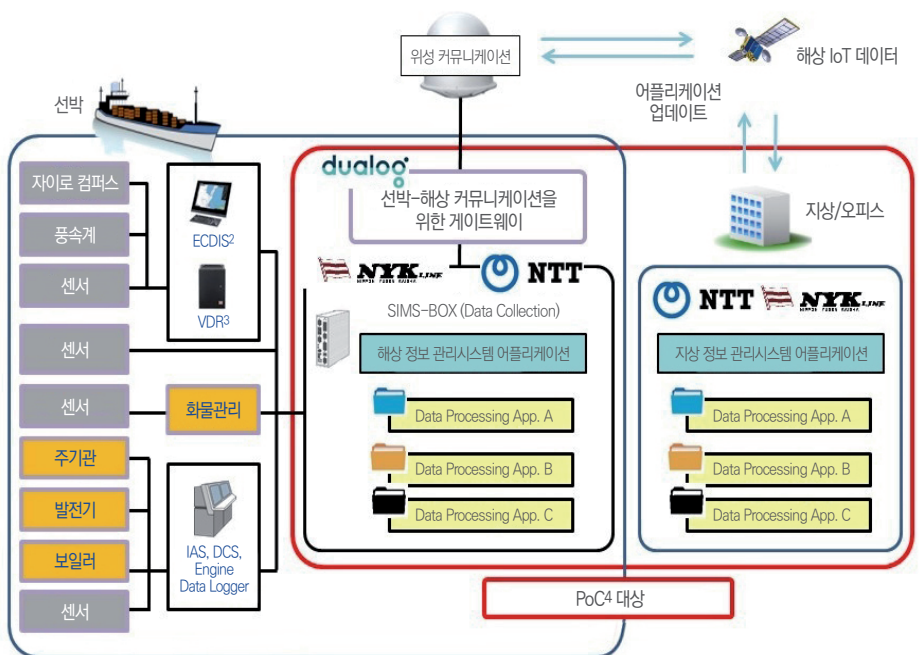 위성 커뮤니케이션
해상 IoT 데이터
어플리케이션
업데이트
선박
dualog
선박-해상 커뮤니케이션을
위한 게이트웨이
지상/오피스
자이로 컴퍼스
풍속계
센서
센서
센서
주기관
발전기
보일러
센서
ECDIS2
VDR3
화물관리
IAS, DCS,
Engine
Data Logger
NYK LINE
NIPPON YUSEN KAISHA
NTT
SIMS-BOX (Data Collection)
해상 정보 관리시스템 어플리케이션
Data Processing App. A
Data Processing App. B
Data Processing App. C
NTT
NYK LINE
NIPPON YUSEN KAISHA
지상 정보 관리시스템 어플리케이션
Data Processing App. A
Data Processing App. B
Data Processing App. C
PoC4 대상